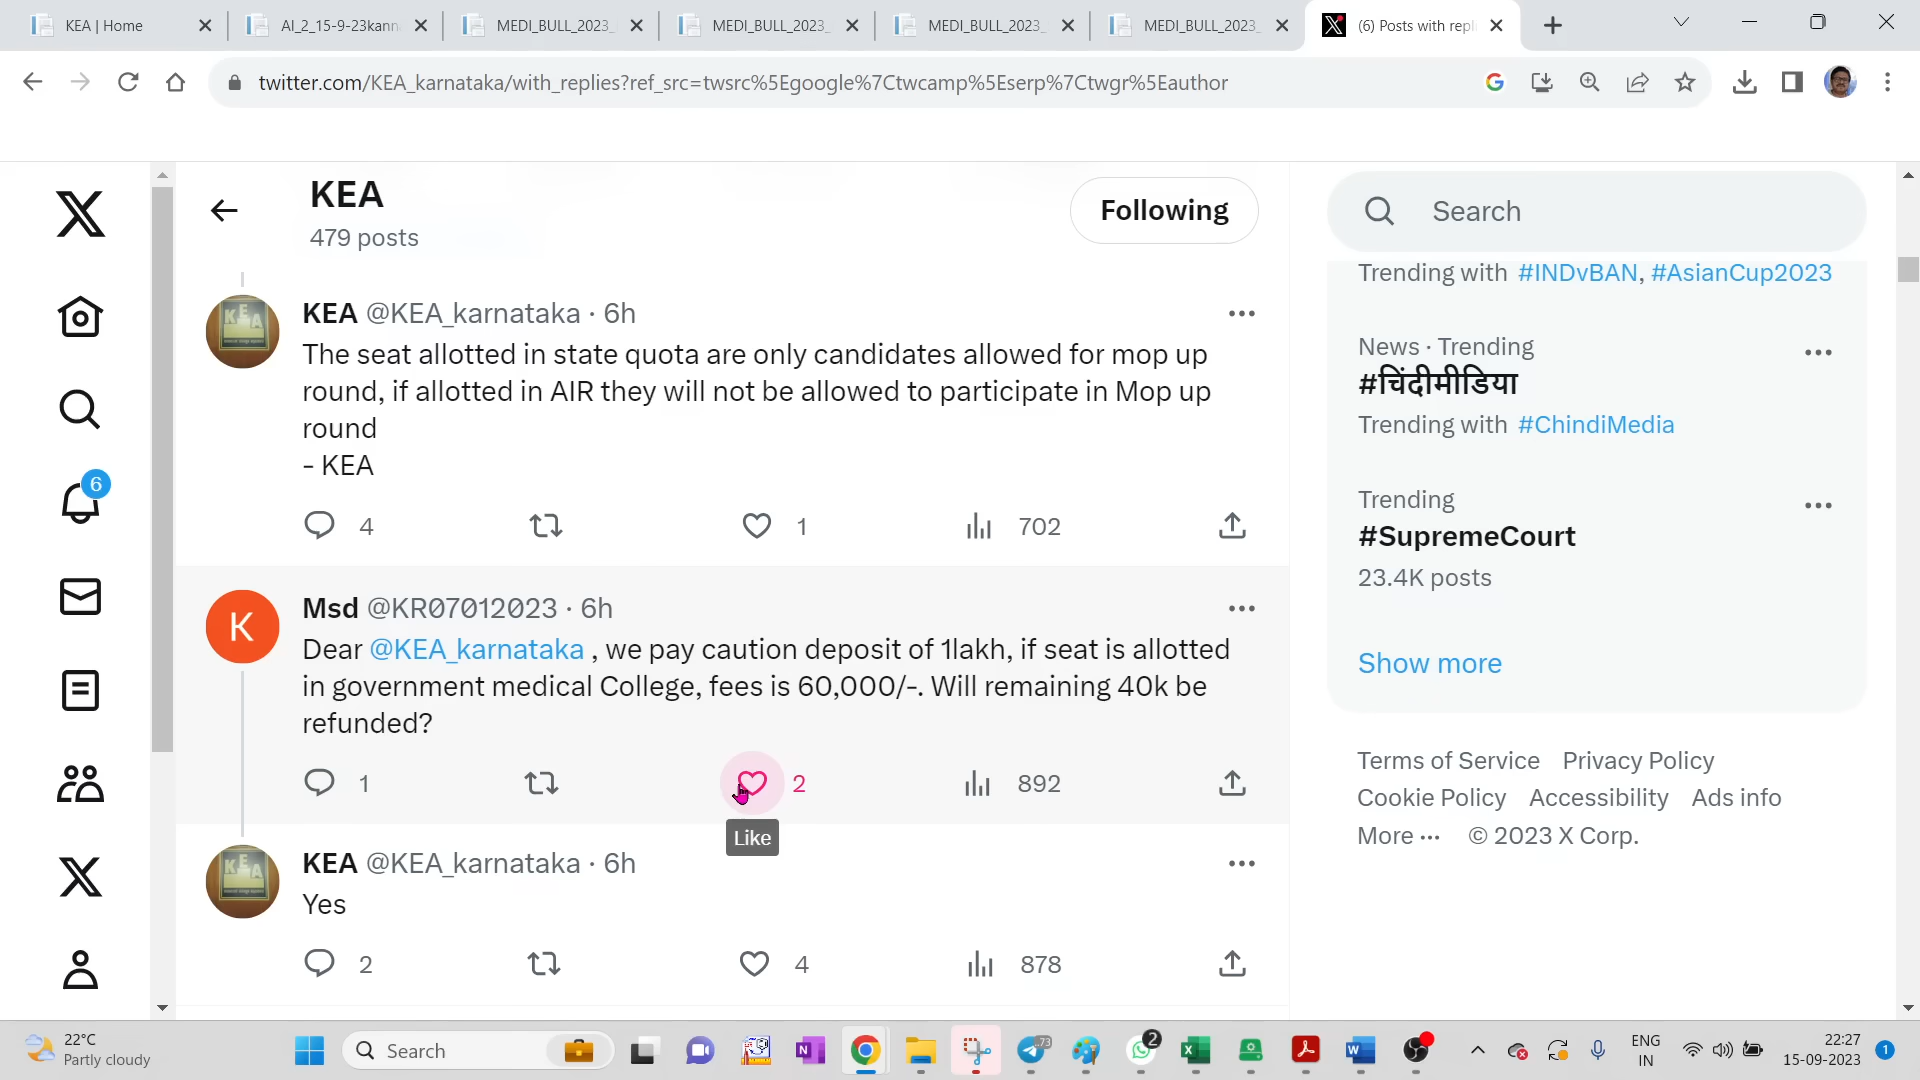 KEA | Home
AI_2_15-9-23kann
MEDI_BULL_2023_
MEDI_BULL_2023_
MEDI_BULL_2023_
MEDI_BULL_2023_
(6) Posts with repl
twitter.com/KEA_karnataka/with_replies?ref_src=twsrc%5Egoogle%7Ctwcamp%5Eserp%7Ctwgr%5Eauthor
KEA
479 posts
Following
Search
Trending with #INDvBAN, #AsianCup2023
KEA @KEA_karnataka · 6h
The seat allotted in state quota are only candidates allowed for mop up
round, if allotted in AIR they will not be allowed to participate in Mop up
round
- KEA
4
1
702
News · Trending
#चिंदीमीडिया
Trending with #ChindiMedia
Trending
#SupremeCourt
23.4K posts
Show more
6
K
Msd @KR07012023 · 6h
Dear @KEA_karnataka , we pay caution deposit of 1lakh, if seat is allotted
in government medical College, fees is 60,000/-. Will remaining 40k be
refunded?
1
2
892
Like
Terms of Service Privacy Policy
Cookie Policy Accessibility Ads info
More ··· © 2023 X Corp.
KEA @KEA_karnataka · 6h
Yes
2
4
878
22°C
Partly cloudy
Search
73
2
ENG
IN
22:27
15-09-2023
1